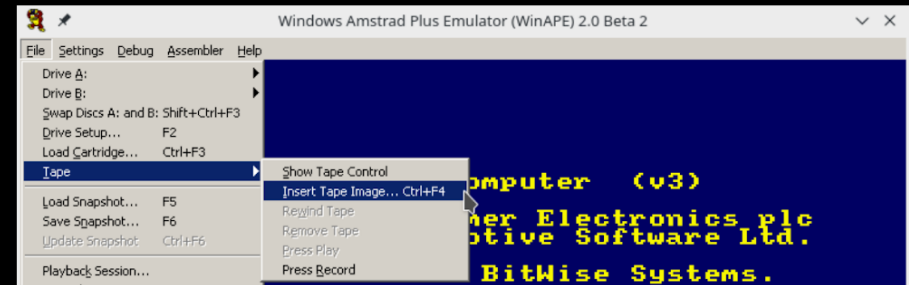 Windows Amstrad Plus Emulator (WinAPE) 2.0 Beta 2
File Settings Debug Assembler Help
Drive A:
Drive B:
Swap Discs A: and B: Shift+Ctrl+F3
Drive Setup... F2
Load Cartridge... Ctrl+F3
Tape
Load Snapshot... F5
Save Snapshot... F6
Update Snapshot Ctrl+F6
Playback Session...
Show Tape Control
Insert Tape Image... Ctrl+F4
Rewind Tape
Remove Tape
Press Play
Press Record
omputer (v3)
mer Electronics plc
otive Software Ltd.
BitWise Systems.